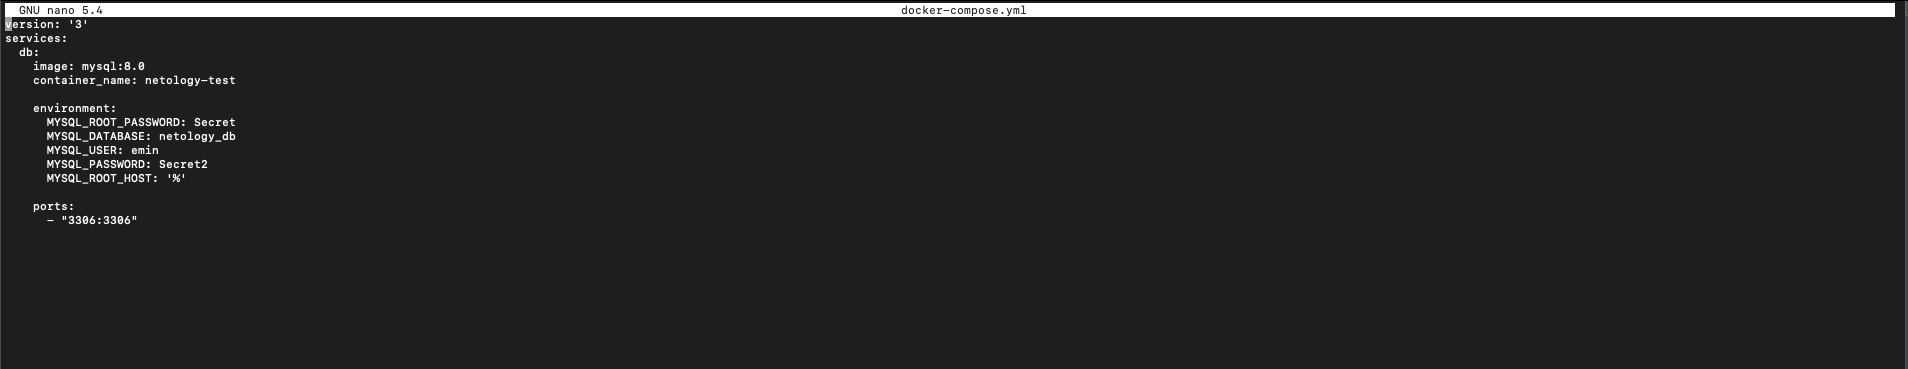 GNU nano 5.4 docker-compose.yml
version: '3'
services:
  db:
    image: mysql:8.0
    container_name: netology-test

    environment:
      MYSQL_ROOT_PASSWORD: Secret
      MYSQL_DATABASE: netology_db
      MYSQL_USER: emin
      MYSQL_PASSWORD: Secret2
      MYSQL_ROOT_HOST: '%'

    ports:
      - "3306:3306"